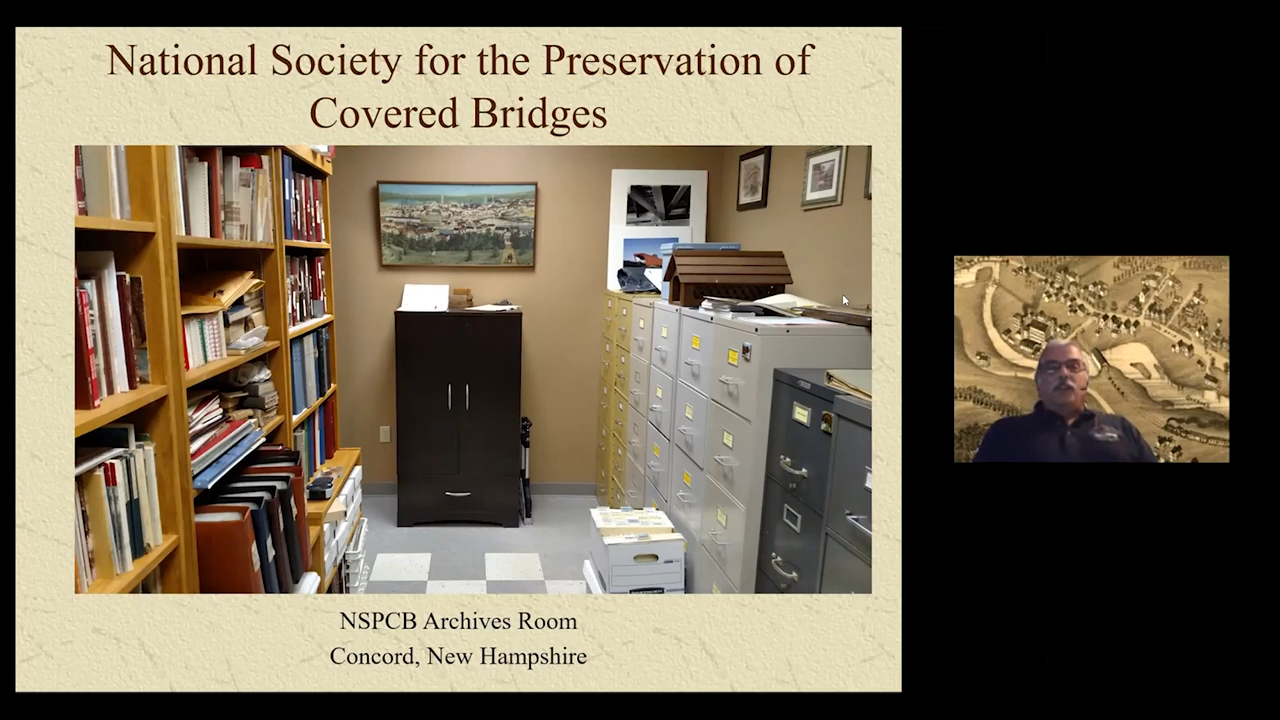 National Society for the Preservation of
Covered Bridges
NSPCB Archives Room
Concord, New Hampshire